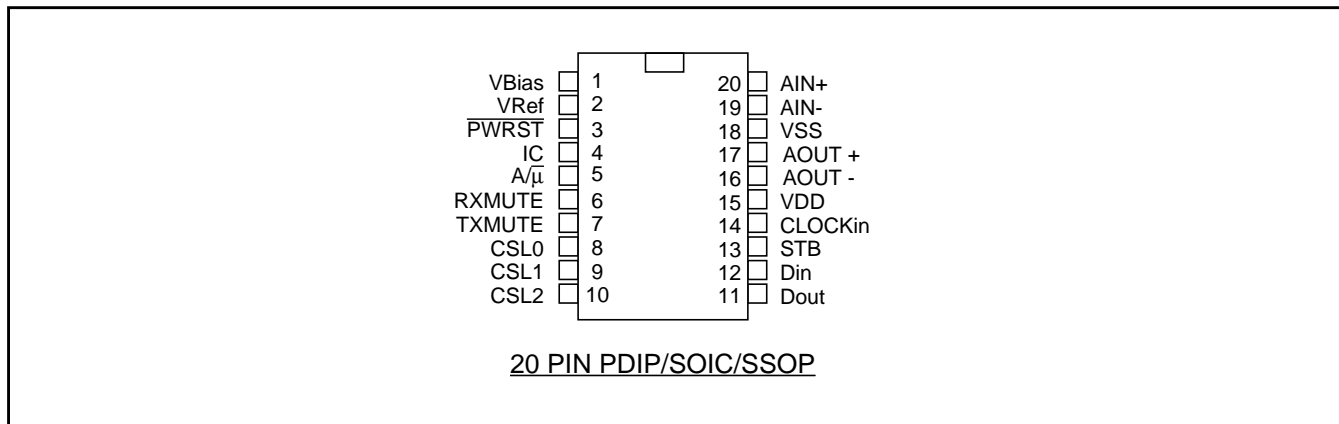 VBias 1 20 AIN+
VRef 2 19 AIN-
P̅W̅R̅S̅T̅ 3 18 VSS
IC 4 17 AOUT +
A/μ̅ 5 16 AOUT -
RXMUTE 6 15 VDD
TXMUTE 7 14 CLOCKin
CSL0 8 13 STB
CSL1 9 12 Din
CSL2 10 11 Dout
20 PIN PDIP/SOIC/SSOP